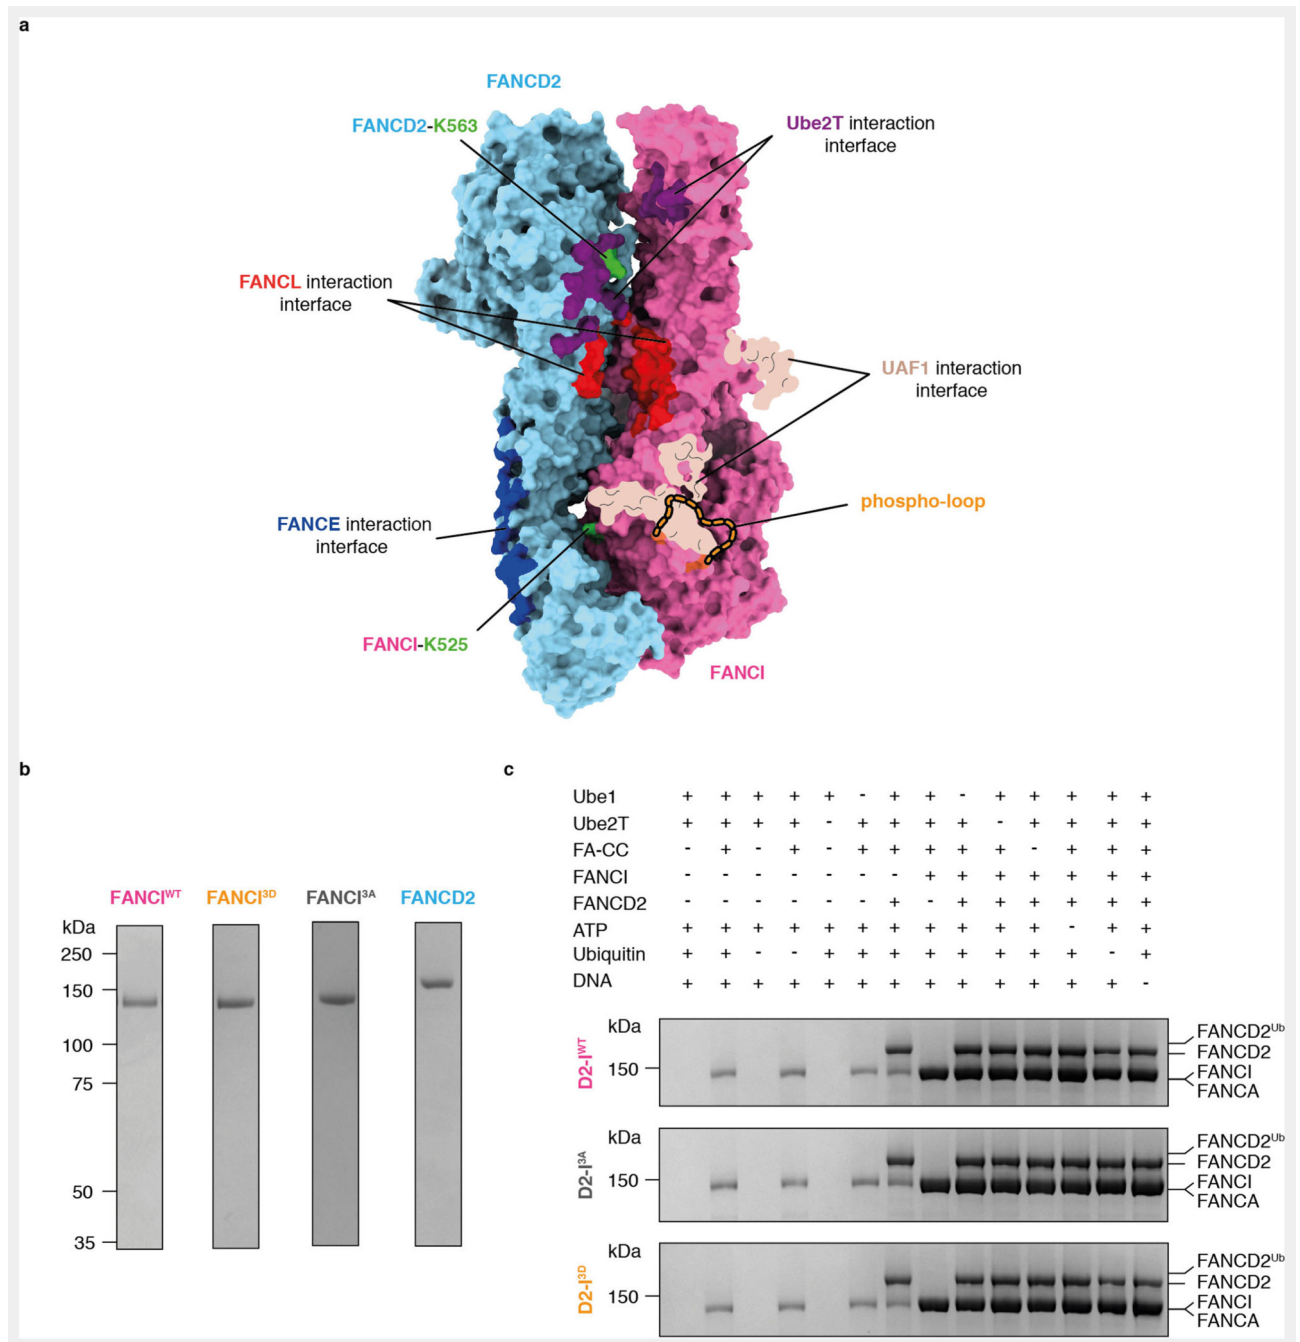 a
FANCD2
FANCD2-K563
Ube2T interaction
interface
FANCL interaction
interface
UAF1 interaction
interface
phospho-loop
FANCE interaction
interface
FANCI-K525
FANCI
b
FANCI^WT FANCI^3D FANCI^3A FANCD2
kDa
250
150
100
75
50
35
c
Ube1 + + + + + - + + - + + + + +
Ube2T + + + + - + + + + - + + + +
FA-CC - + - + - + + + + + - + + +
FANCI - - - - - - - + + + + + + +
FANCD2 - - - - - - + - + + + + + +
ATP + + + + + + + + + + + - + +
Ubiquitin + + - - + + + + + + + + - +
DNA + + + + + + + + + + + + + -
D2-I^WT
kDa
150
FANCD2^Ub
FANCD2
FANCI
FANCA
D2-I^3A
kDa
150
FANCD2^Ub
FANCD2
FANCI
FANCA
D2-I^3D
kDa
150
FANCD2^Ub
FANCD2
FANCI
FANCA